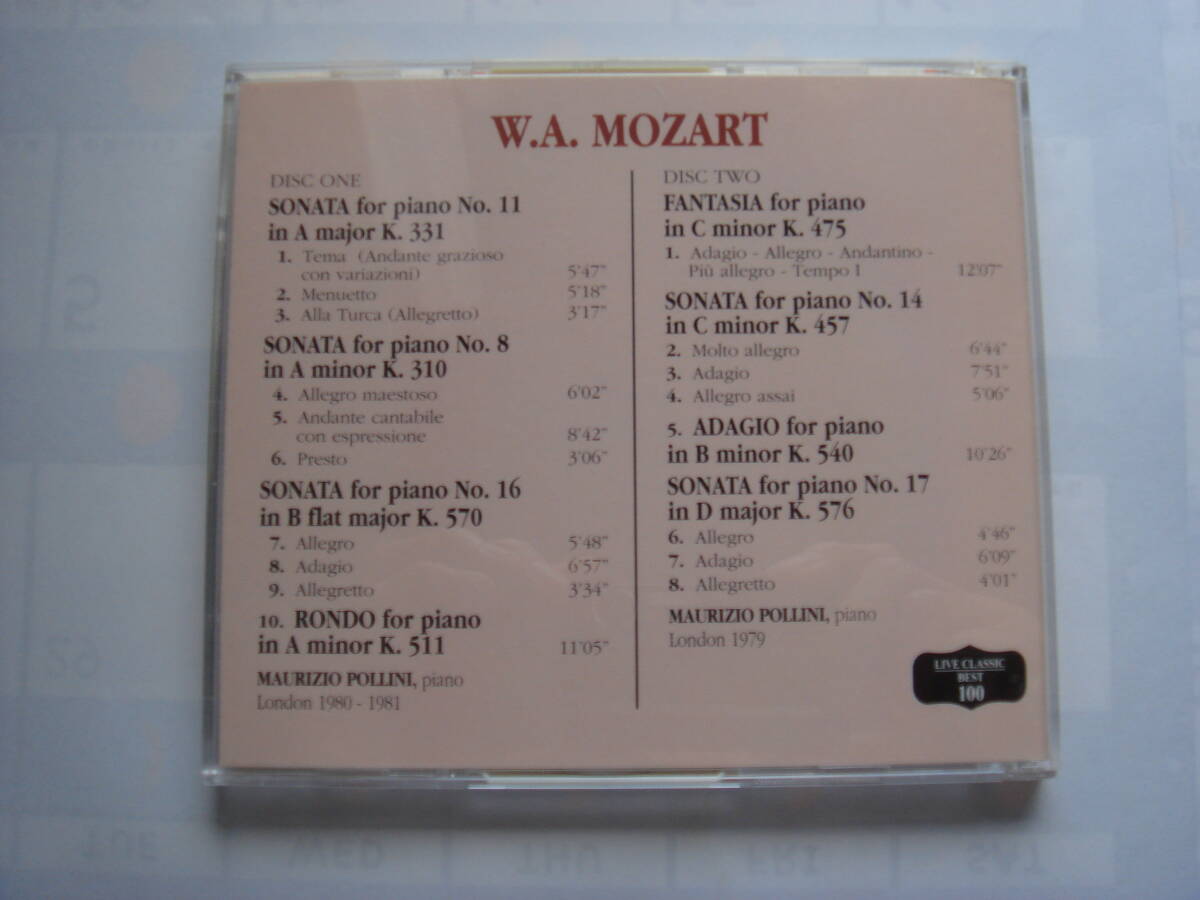 W.A. MOZART
DISC ONE
SONATA for piano No. 11
in A major K. 331
1. Tema (Andante grazioso
con variazioni) 5'47"
2. Menuetto 5'18"
3. Alla Turca (Allegretto) 3'17"
SONATA for piano No. 8
in A minor K. 310
4. Allegro maestoso 6'02"
5. Andante cantabile
con espressione 8'42"
6. Presto 3'06"
SONATA for piano No. 16
in B flat major K. 570
7. Allegro 5'48"
8. Adagio 6'57"
9. Allegretto 3'34"
10. RONDO for piano
in A minor K. 511 11'05"
MAURIZIO POLLINI, piano
London 1980 - 1981
DISC TWO
FANTASIA for piano
in C minor K. 475
1. Adagio - Allegro - Andantino -
Più allegro - Tempo I 12'07"
SONATA for piano No. 14
in C minor K. 457
2. Molto allegro 6'44"
3. Adagio 7'51"
4. Allegro assai 5'06"
5. ADAGIO for piano
in B minor K. 540 10'26"
SONATA for piano No. 17
in D major K. 576
6. Allegro 4'46"
7. Adagio 6'09"
8. Allegretto 4'01"
MAURIZIO POLLINI, piano
London 1979
LIVE CLASSIC
BEST
100
TUE WED THU FRI SAT